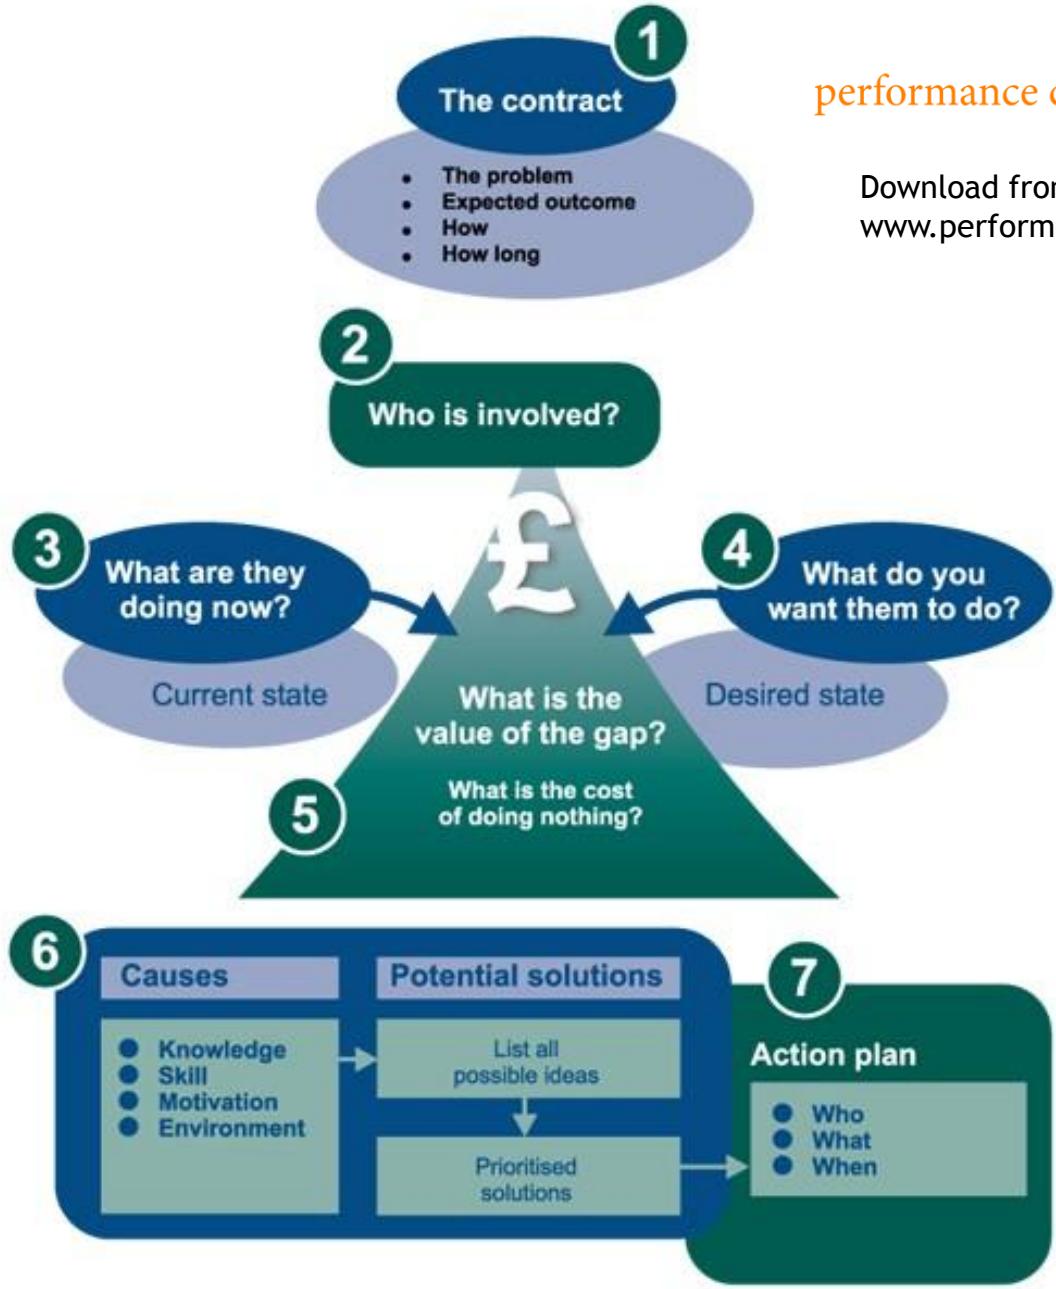 1
The contract
performance
The problem
Expected outcome
How
How long
Download
www.perform
2
Who is involved?
£
3
What are they
doing now?
Current state
4
What do you
want them to do?
Desired state
5
What is the
value of the gap?
What is the cost
of doing nothing?
6
Causes
Knowledge
Skill
Motivation
Environment
Potential solutions
List all
possible ideas
Prioritised
solutions
7
Action plan
Who
What
When